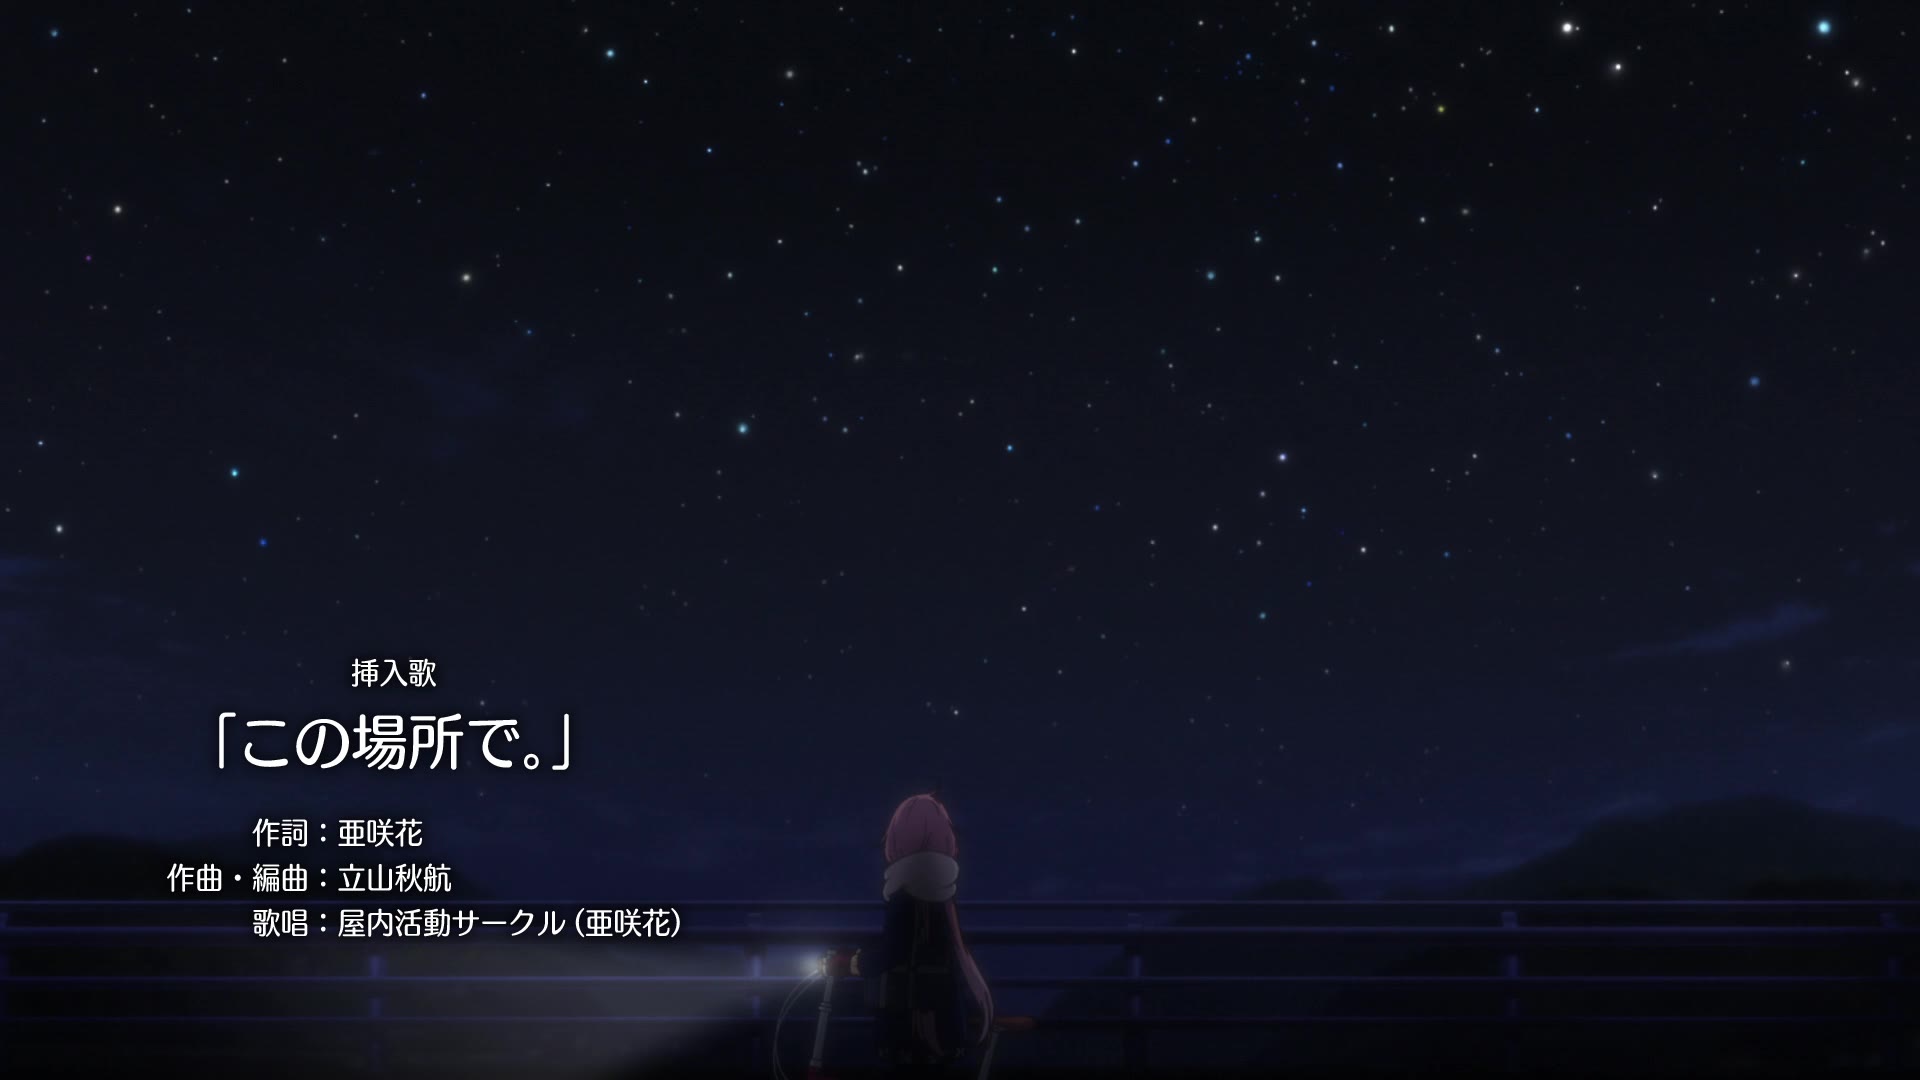 挿入歌
「この場所で。」
作詞：亜咲花
作曲・編曲：立山秋航
歌唱：屋内活動サークル（亜咲花）